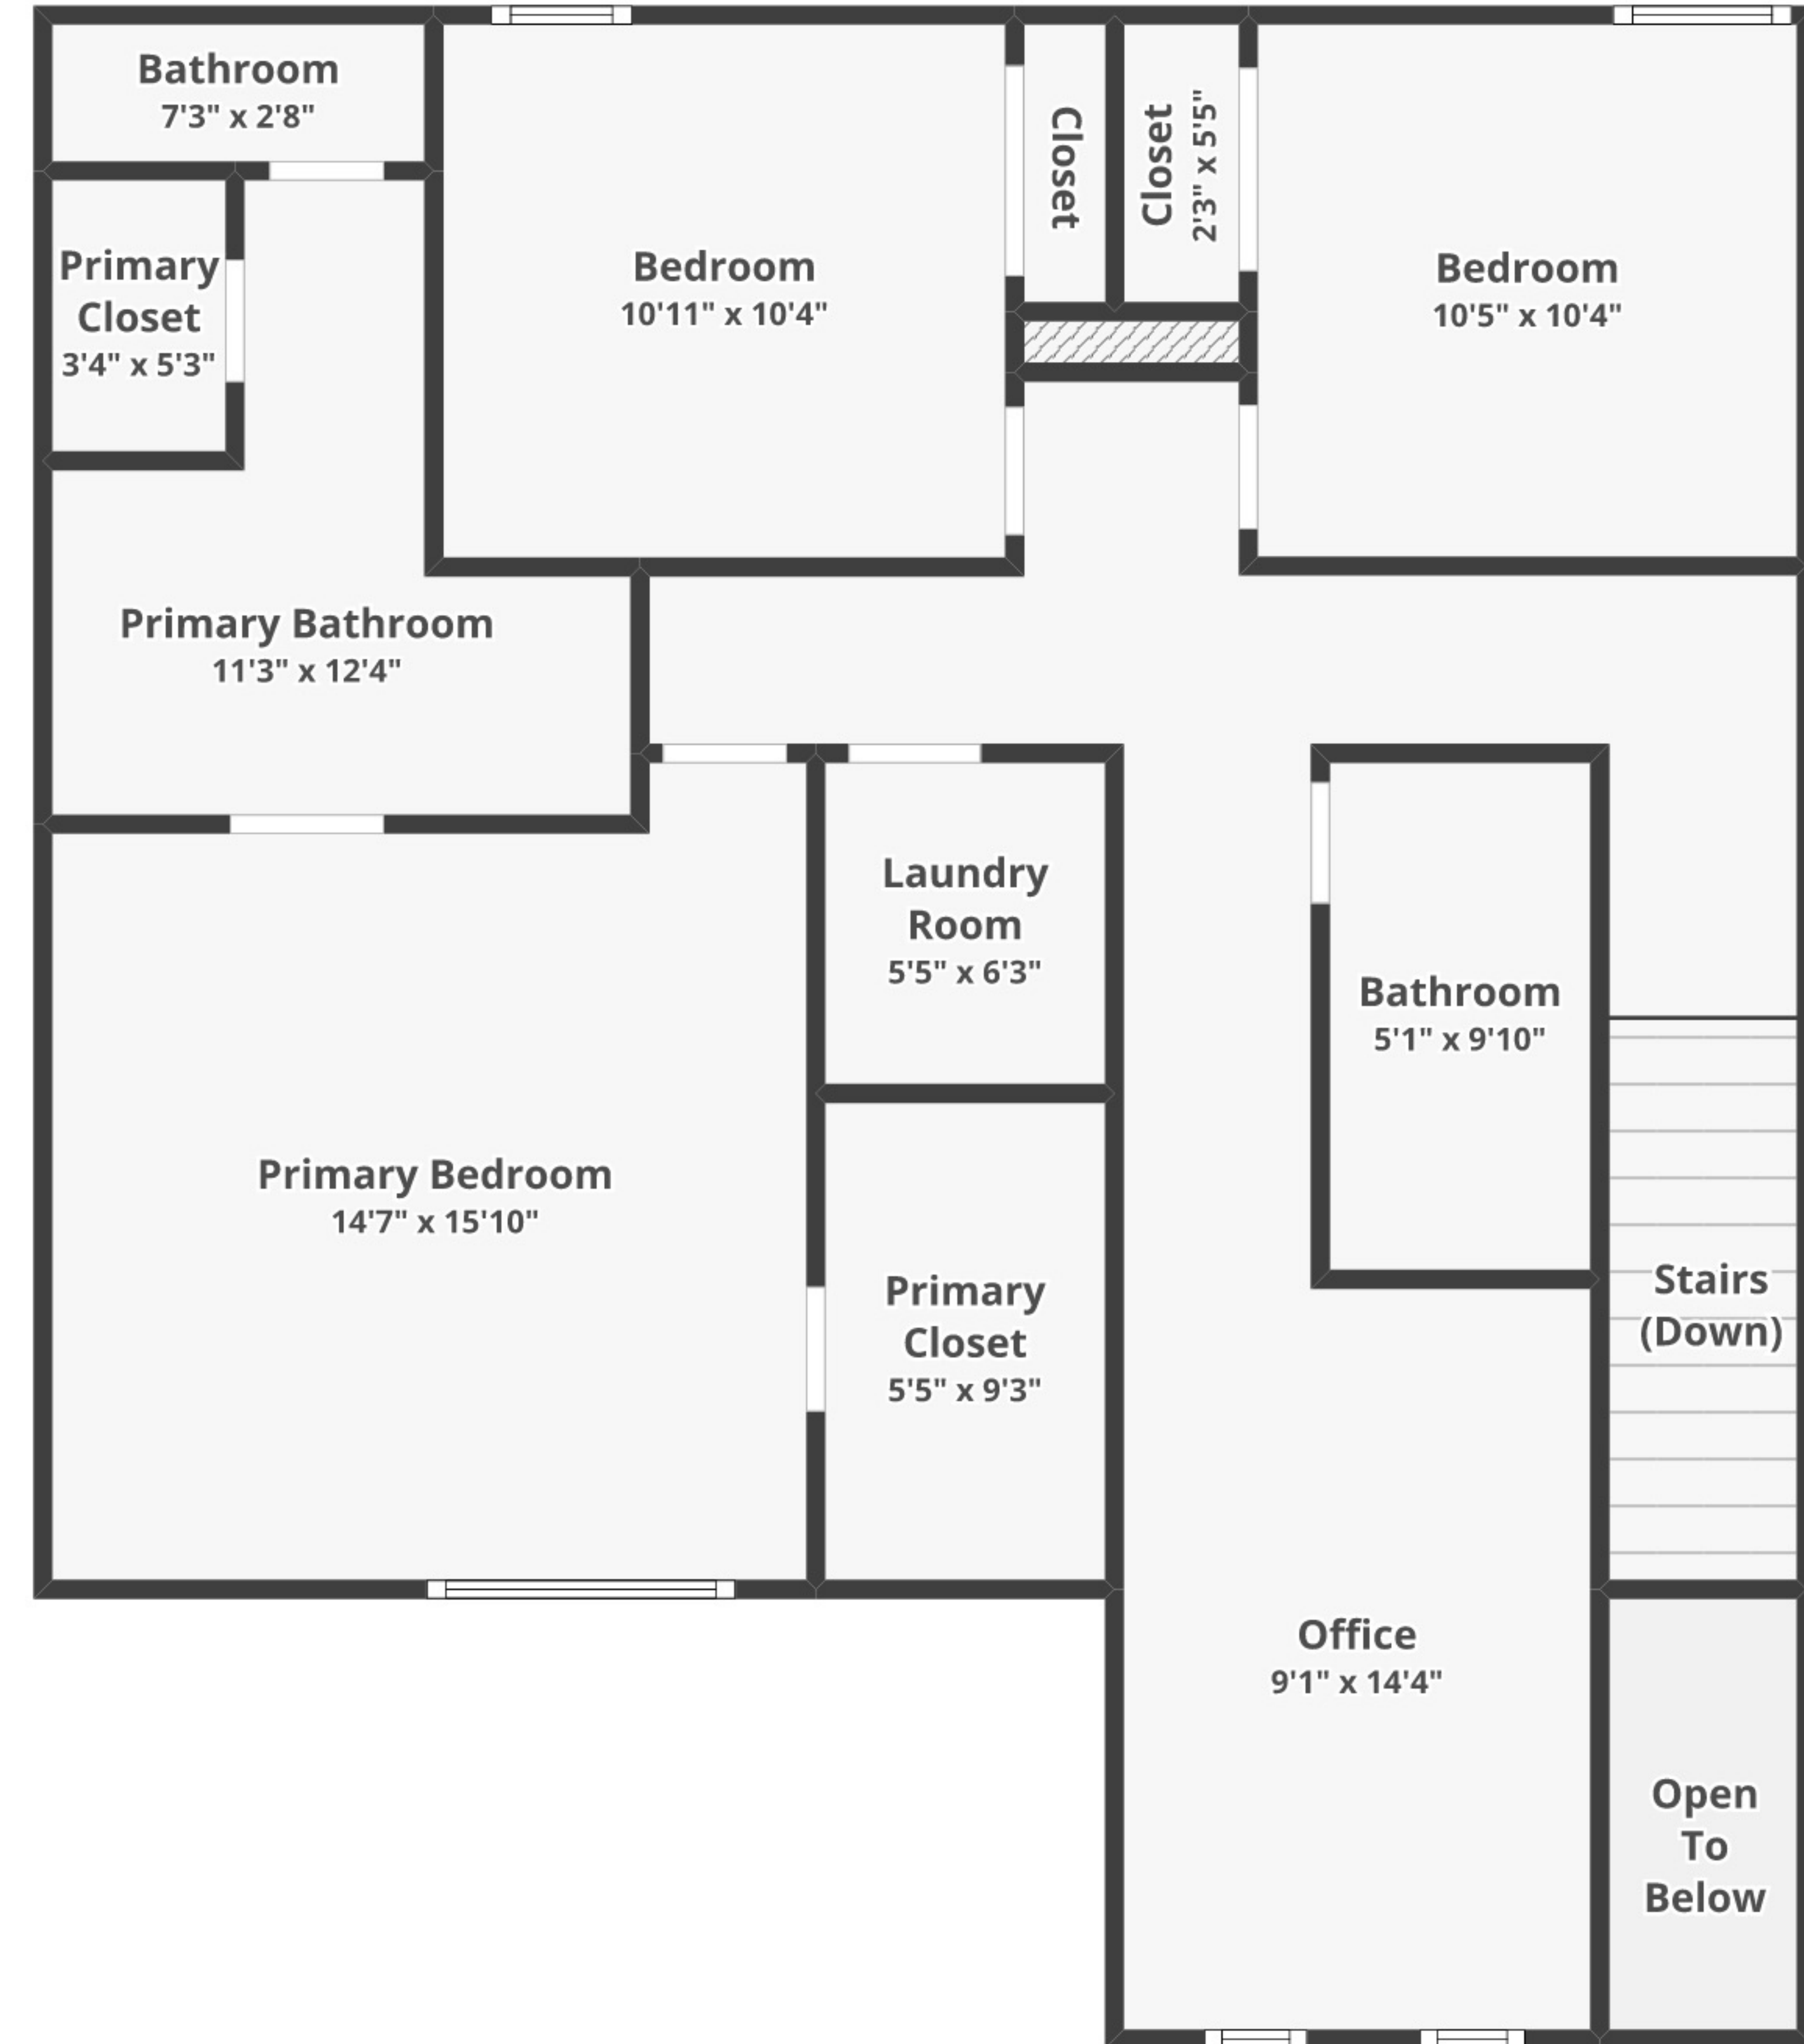 Bathroom
7'3" x 2'8"
Closet
Closet
2'3" x 5'5"
Primary
Closet
3'4" x 5'3"
Bedroom
10'11" x 10'4"
Bedroom
10'5" x 10'4"
Primary Bathroom
11'3" x 12'4"
Laundry
Room
5'5" x 6'3"
Bathroom
5'1" x 9'10"
Primary Bedroom
14'7" x 15'10"
Primary
Closet
5'5" x 9'3"
Stairs
(Down)
Office
9'1" x 14'4"
Open
To
Below